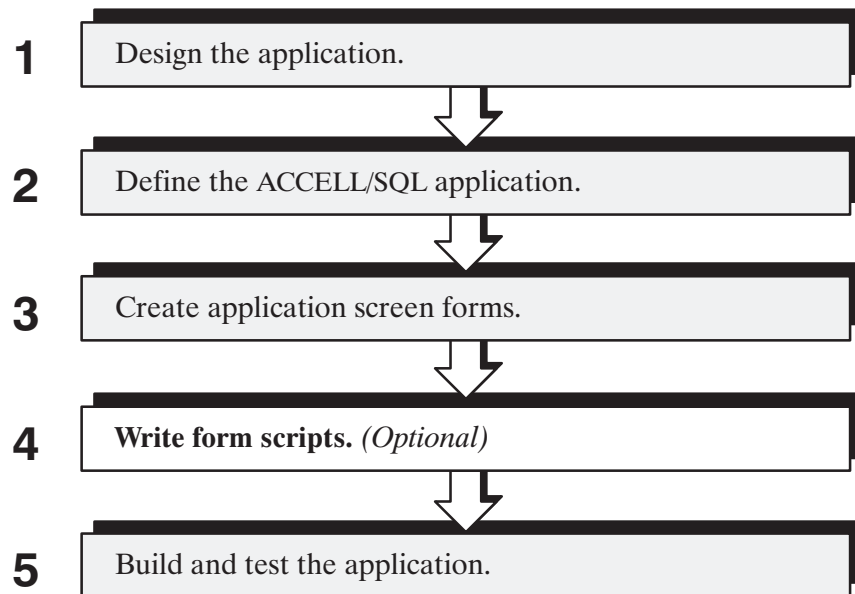 1 Design the application.
2 Define the ACCELL/SQL application.
3 Create application screen forms.
4 Write form scripts. (Optional)
5 Build and test the application.